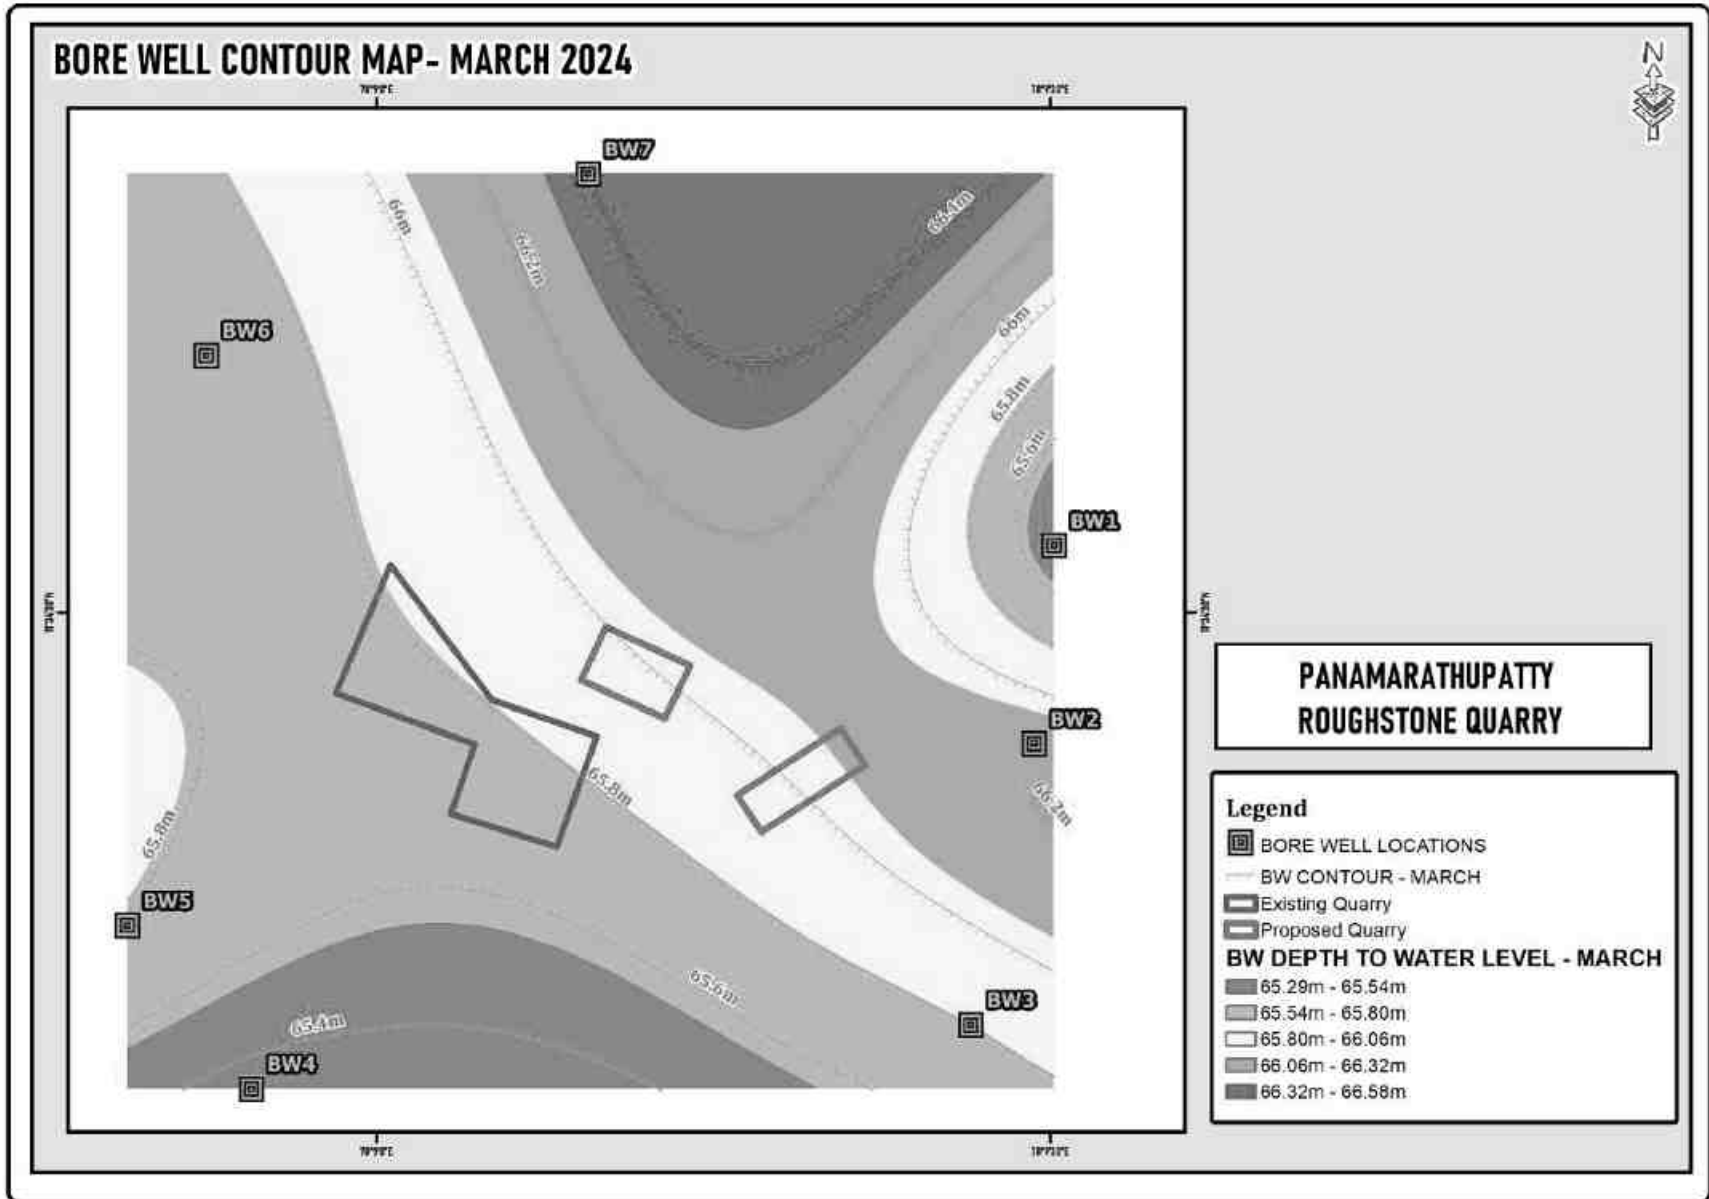 BORE WELL CONTOUR MAP- MARCH 2024
N
BW7
66m
66.2m
66.4m
BW6
66m
65.8m
65.6m
BW1
BW2
66.2m
65.8m
65.8m
BW5
65.6m
BW3
65.4m
BW4
PANAMARATHUPATTY
ROUGHSTONE QUARRY
Legend
BORE WELL LOCATIONS
BW CONTOUR - MARCH
Existing Quarry
Proposed Quarry
BW DEPTH TO WATER LEVEL - MARCH
65.29m - 65.54m
65.54m - 65.80m
65.80m - 66.06m
66.06m - 66.32m
66.32m - 66.58m